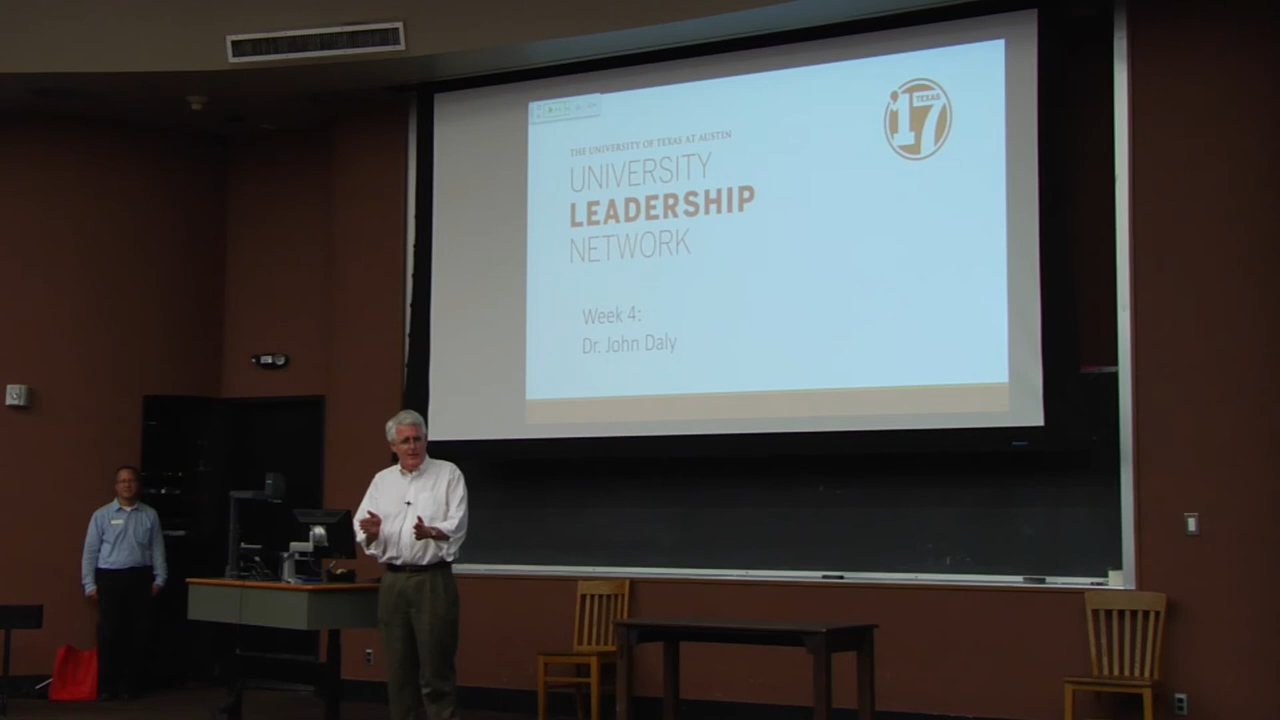 THE UNIVERSITY OF TEXAS AT AUSTIN
UNIVERSITY
LEADERSHIP
NETWORK
Week 4:
Dr. John Daly
TEXAS
'17